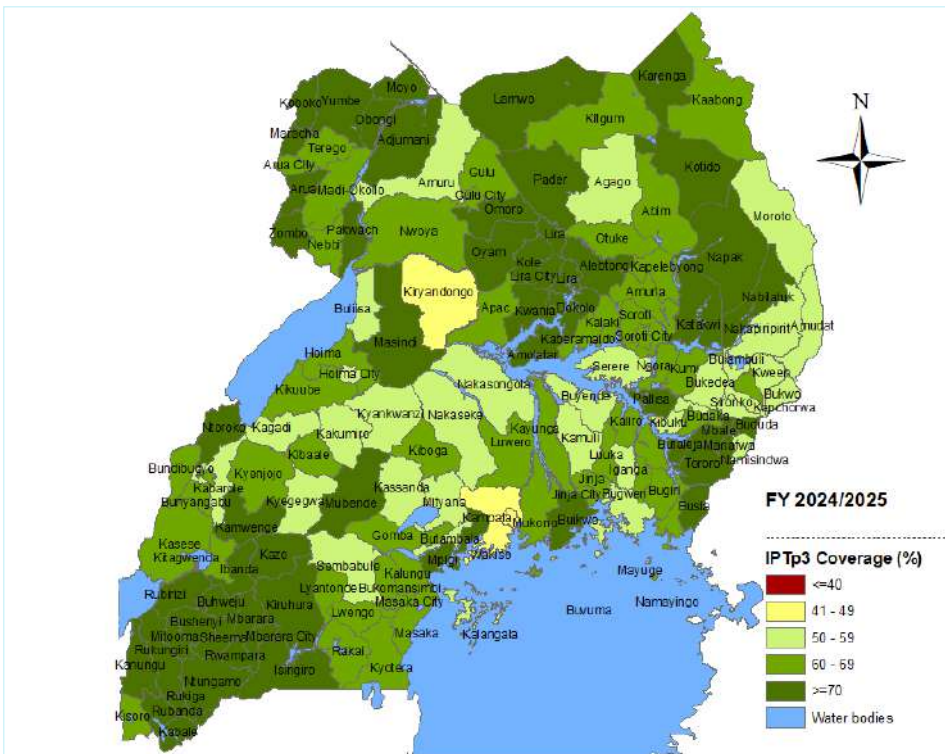 Moyo
Karenga
Lamwo
Koboko
Yumbe
Kaabong
Obongi
Kitgum
N
Maracha
Adjumani
Terego
Kotido
Arua City
Amuru
Gulu
Pader
Agago
Arua
Madi-Okollo
Gulu City
Abim
Moroto
Omoro
Zombo
Pakwach
Nwoya
Lira
Otuke
Nebbi
Oyam
Kole
Alebtong
Kapelebyong
Napak
Lira City
Lira
Kiryandongo
Amuria
Nabilatuk
Buliisa
Apac
Kwania
Dokolo
Soroti
Kalaki
Katakwi
Nakapiripirit
Amudat
Masindi
Kaberamaido
Soroti City
Amolatar
Hoima
Serere
Ngora
Kumi
Bulambuli
Hoima City
Nakasongola
Bukedea
Kween
Kikuube
Buyende
Pallisa
Sironko
Bukwo
Kyankwanzi
Nakaseke
Kapchorwa
Ntoroko
Kagadi
Kayunga
Kaliro
Kibuku
Budaka
Bududa
Kakumiro
Kamuli
Mbale
Luwero
Butaleja
Manafwa
Bundibugyo
Kyenjojo
Kibaale
Kiboga
Luuka
Namisindwa
Iganga
Tororo
Kabarole
Kassanda
Jinja
Bunyangabu
Kyegegwa
Mubende
Mityana
Jinja City
Bugweri
Bugiri
FY 2024/2025
Kampala
Busia
Kamwenge
Mukono
Buikwe
Kasese
Gomba
Butambala
Wakiso
Kitagwenda
Kazo
Mpigi
IPTp3 Coverage (%)
Ibanda
Sembabule
Kalungu
Mayuge
<=40
Rubirizi
Lyantonde
Bukomansimbi
Buhweju
Kiruhura
Masaka City
Buvuma
Namayingo
41 - 49
Bushenyi
Mbarara
Lwengo
Mitooma
Sheema
Mbarara City
Masaka
Kalangala
50 - 59
Rukungiri
Rwampara
Rakai
Kanungu
Isingiro
Kyotera
60 - 69
Ntungamo
Rukiga
>=70
Kisoro
Rubanda
Water bodies
Kabale